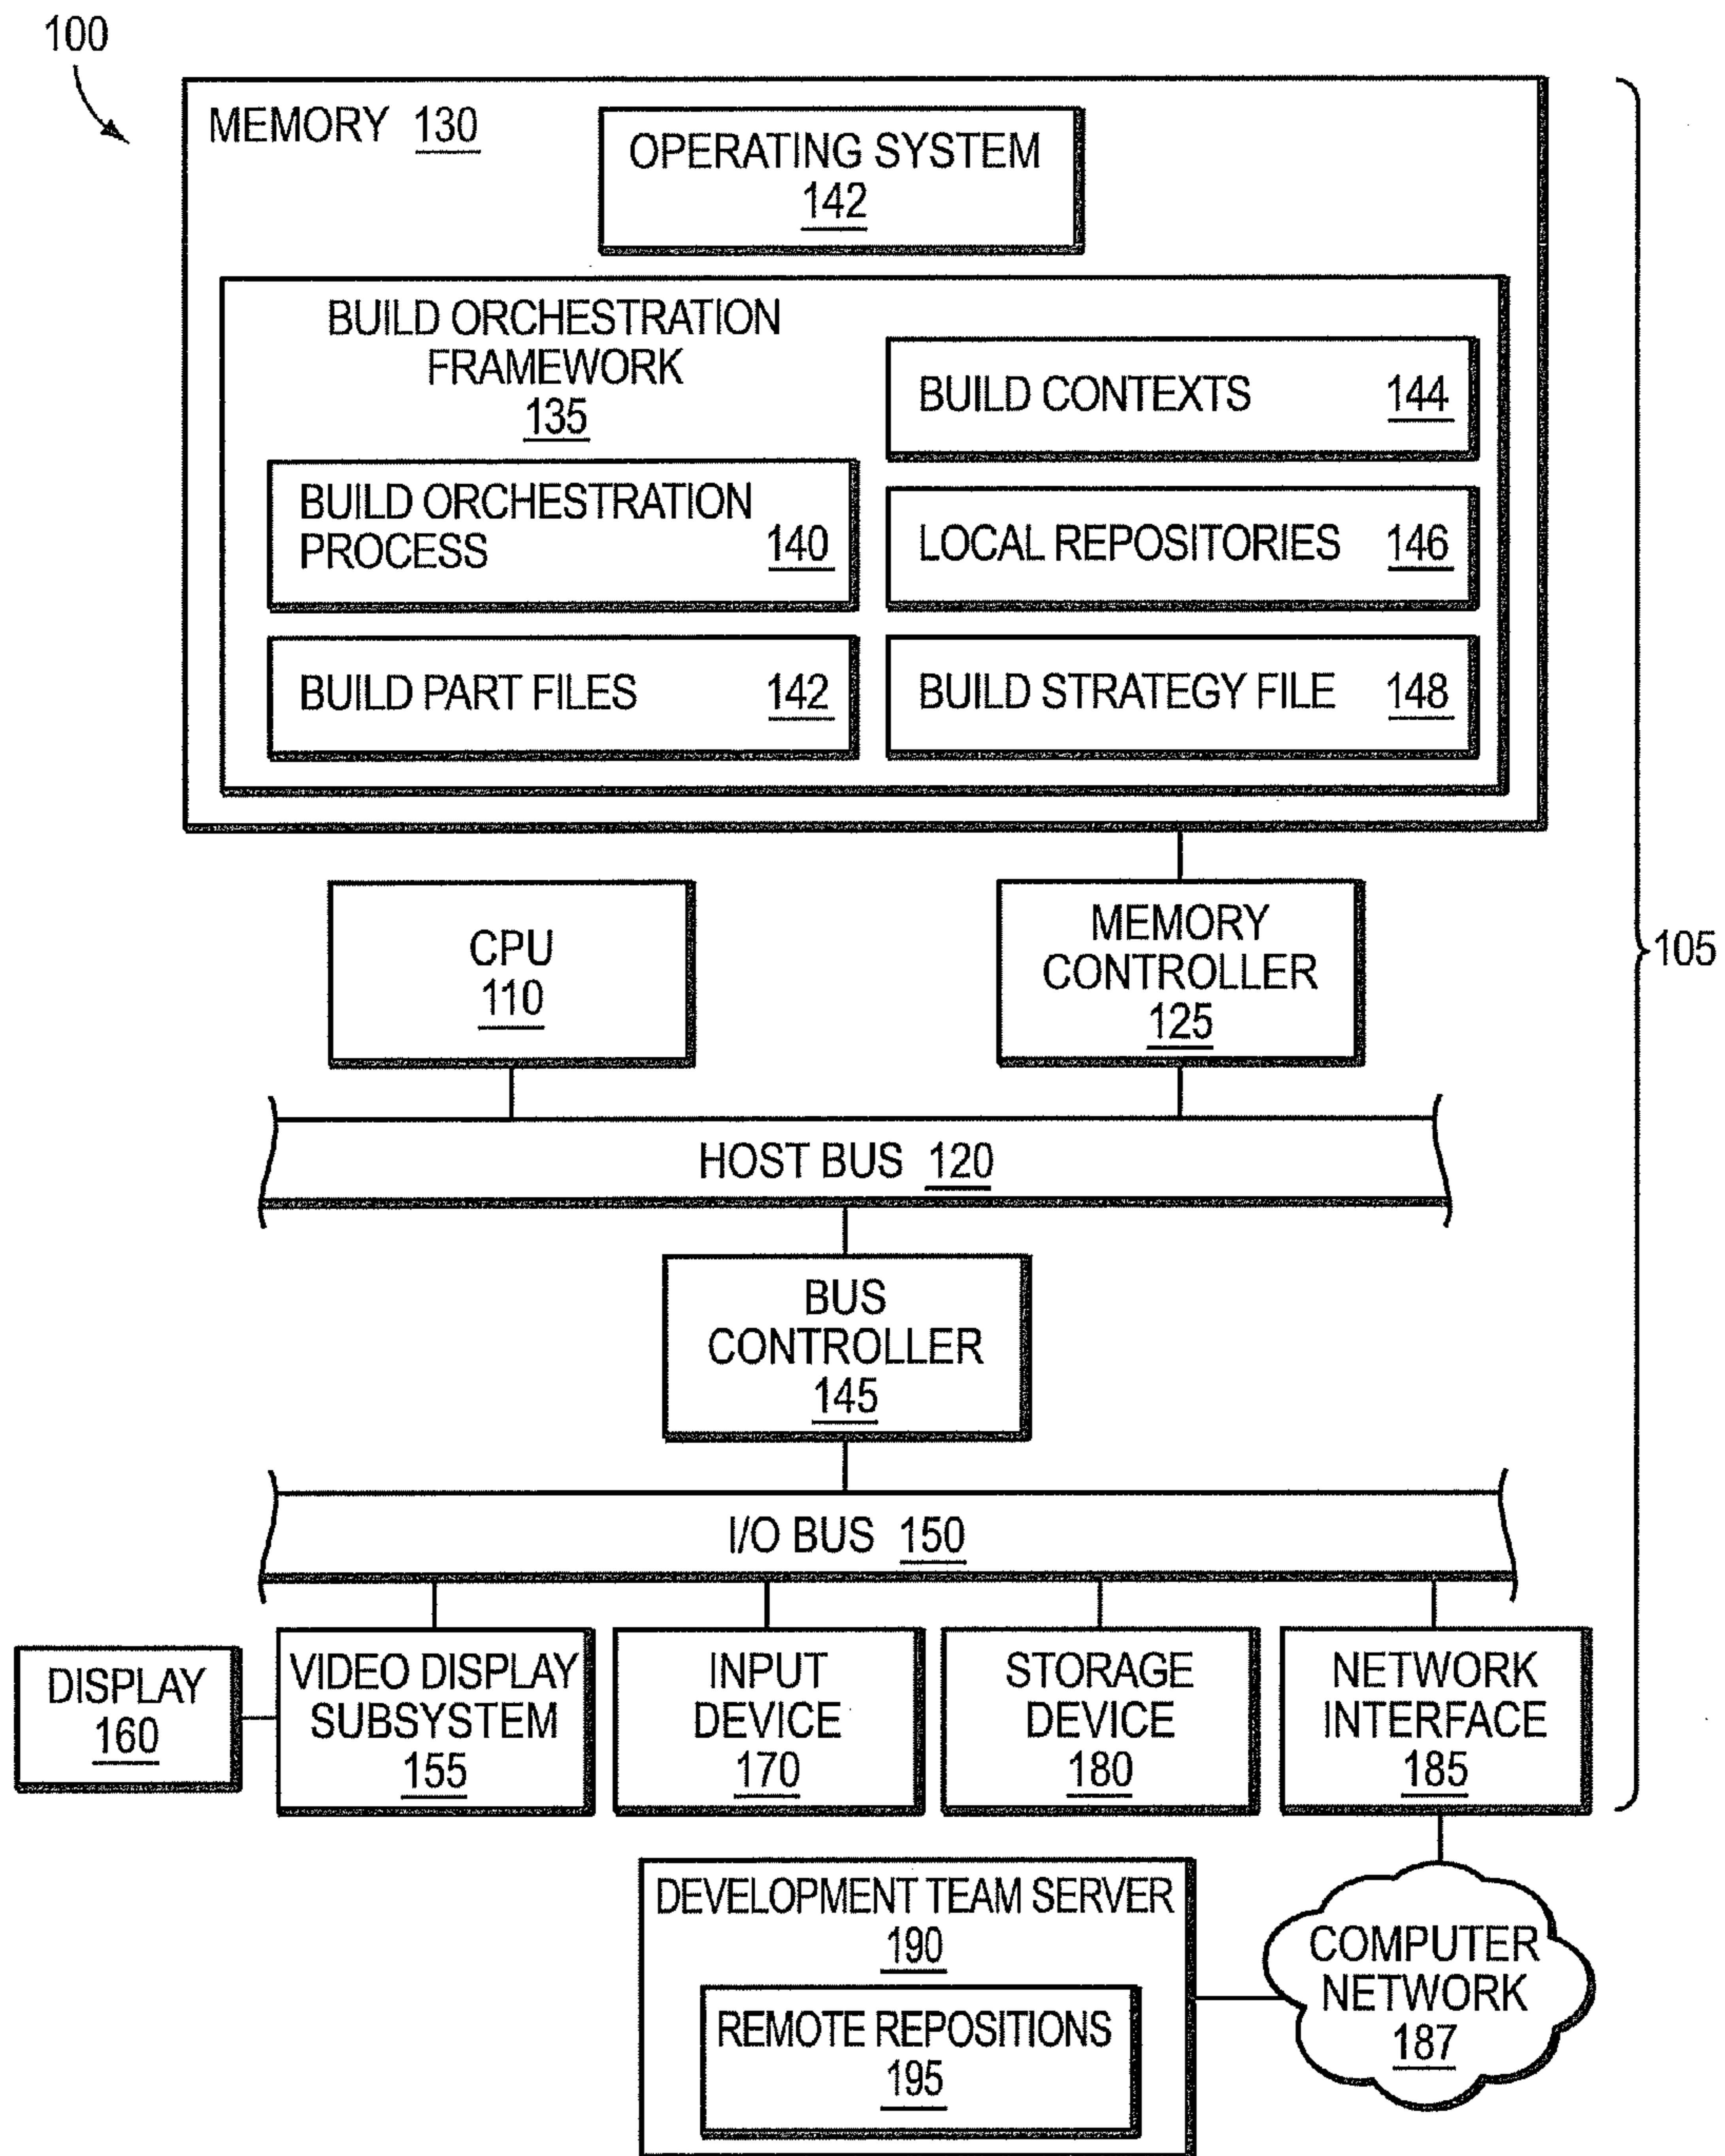 100
MEMORY 130
OPERATING SYSTEM
142
BUILD ORCHESTRATION
FRAMEWORK
135
BUILD CONTEXTS 144
BUILD ORCHESTRATION
PROCESS 140
LOCAL REPOSITORIES 146
BUILD PART FILES 142
BUILD STRATEGY FILE 148
105
CPU
110
MEMORY
CONTROLLER
125
HOST BUS 120
BUS
CONTROLLER
145
I/O BUS 150
DISPLAY
160
VIDEO DISPLAY
SUBSYSTEM
155
INPUT
DEVICE
170
STORAGE
DEVICE
180
NETWORK
INTERFACE
185
DEVELOPMENT TEAM SERVER
190
REMOTE REPOSITIONS
195
COMPUTER
NETWORK
187